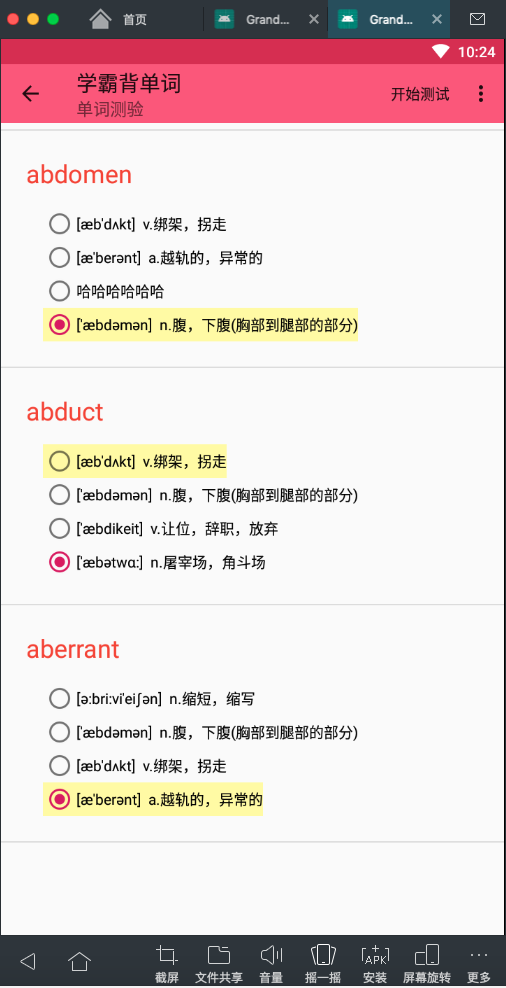 首页 Grand... Grand...
10:24
学霸背单词
单词测验
开始测试
abdomen
[æb'dʌkt] v.绑架，拐走
[æ'berənt] a.越轨的，异常的
哈哈哈哈哈哈
['æbdəmən] n.腹，下腹(胸部到腿部的部分)
abduct
[æb'dʌkt] v.绑架，拐走
['æbdəmən] n.腹，下腹(胸部到腿部的部分)
['æbdikeit] v.让位，辞职，放弃
['æbətwɑ:] n.屠宰场，角斗场
aberrant
[ə:bri:vi'eiʃən] n.缩短，缩写
['æbdəmən] n.腹，下腹(胸部到腿部的部分)
[æb'dʌkt] v.绑架，拐走
[æ'berənt] a.越轨的，异常的
APK
截屏 文件共享 音量 摇一摇 安装 屏幕旋转 更多